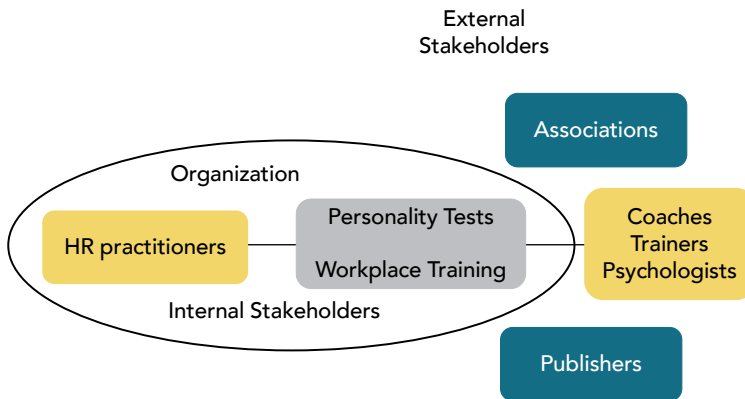 External
Stakeholders
Associations
Organization
Personality Tests
HR practitioners
Workplace Training
Coaches
Trainers
Psychologists
Internal Stakeholders
Publishers